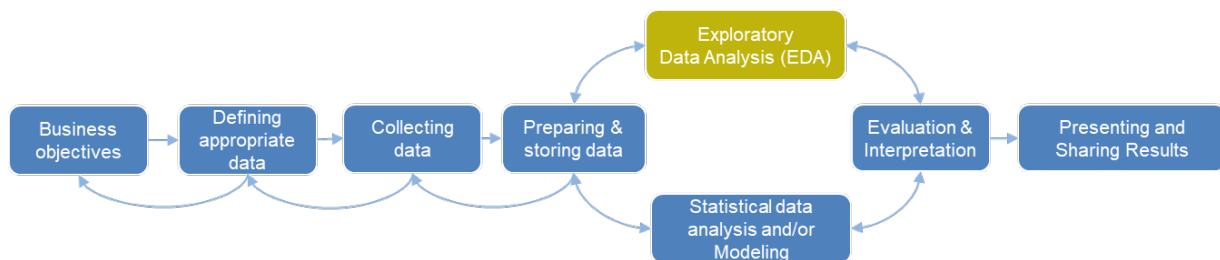 Exploratory
Data Analysis (EDA)
Business
objectives
Defining
appropriate
data
Collecting
data
Preparing &
storing data
Evaluation &
Interpretation
Presenting and
Sharing Results
Statistical data
analysis and/or
Modeling